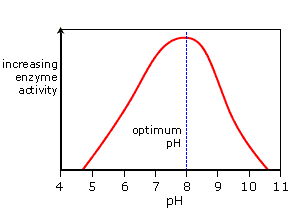 increasing
enzyme
activity
optimum
pH
4 5 6 7 8 9 10 11
pH